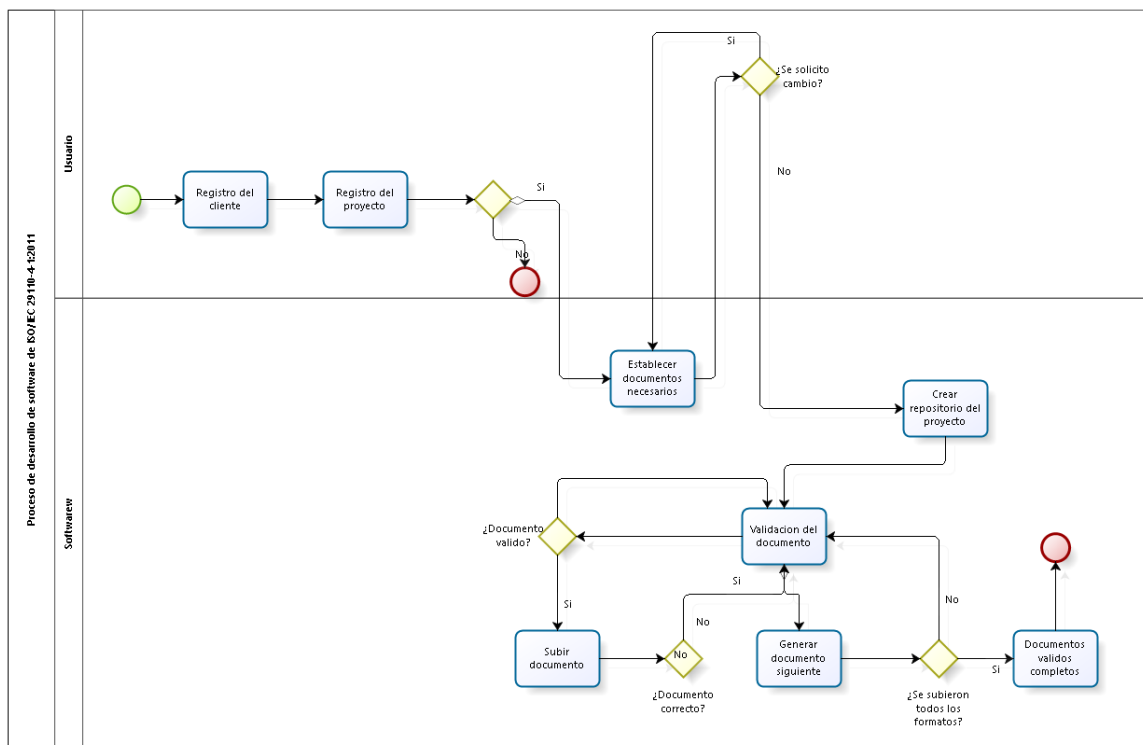 Proceso de desarrollo de software de ISO/IEC 29110-4-1:2011
Usuario
Si
¿Se solicito
cambio?
No
Registro del
cliente
Registro del
proyecto
Si
No
Softwarew
Establecer
documentos
necesarios
Crear
repositorio del
proyecto
¿Documento
valido?
Validacion del
documento
Si
Si
No
No
No
Subir
documento
¿Documento
correcto?
Generar
documento
siguiente
¿Se subieron
todos los
formatos?
Si
Documentos
validos
completos